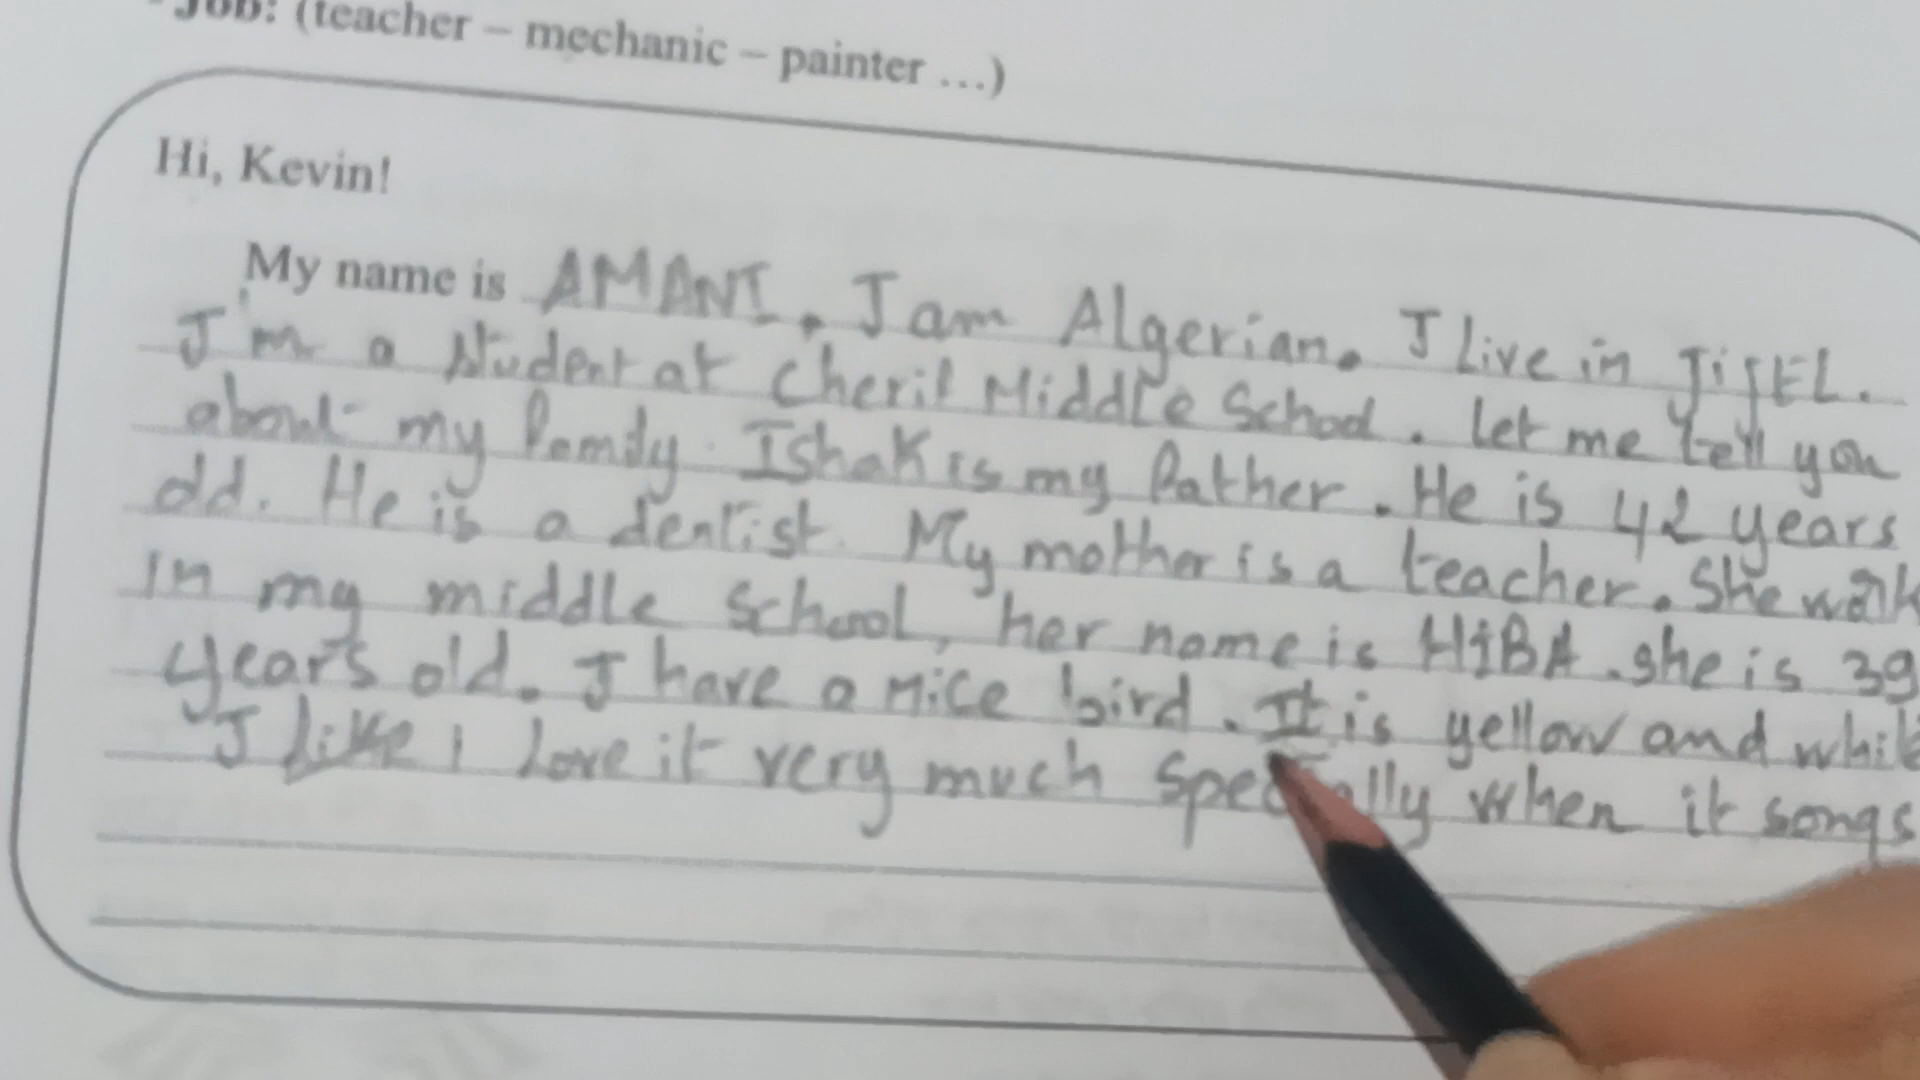 Job: (teacher – mechanic – painter ...)
Hi, Kevin!
My name is AMANI. I am Algerian. I live in JiJEL.
I'm a student at Cherif Middle School. Let me tell you
about my family. Ishak is my father. He is 42 years
old. He is a dentist. My mother is a teacher. She work
in my middle school, her name is HiBA. she is 39
years old. I have a nice bird. It is yellow and white
I like i love it very much specially when it songs